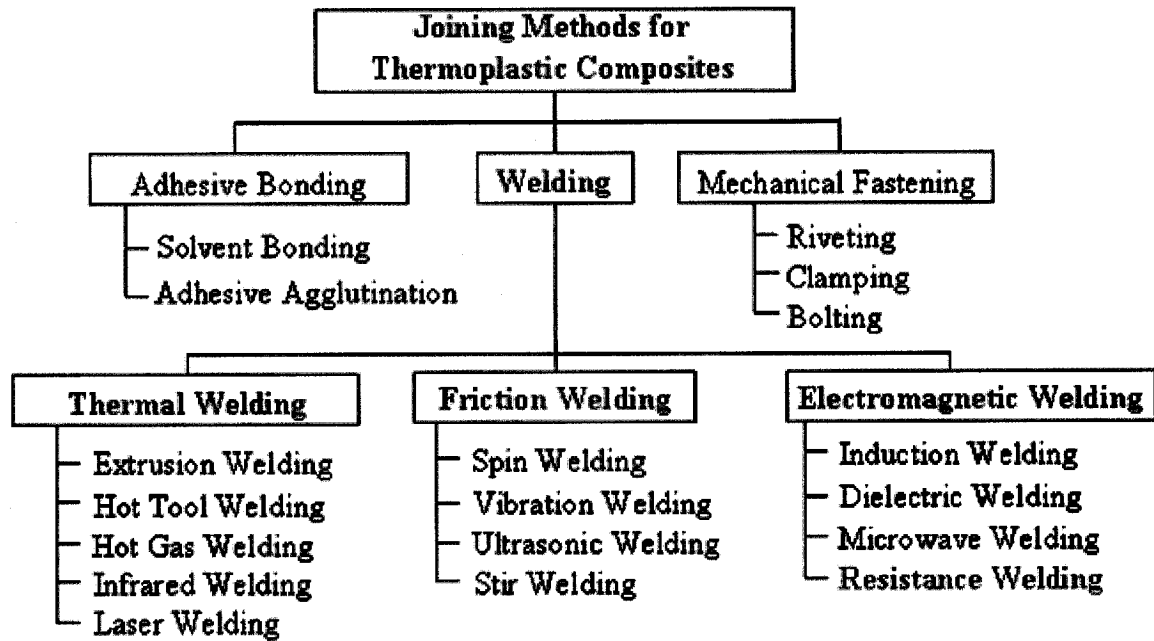 Joining Methods for
Thermoplastic Composites
Adhesive Bonding
Welding
Mechanical Fastening
Solvent Bonding
Adhesive Agglutination
Riveting
Clamping
Bolting
Thermal Welding
Friction Welding
Electromagnetic Welding
Extrusion Welding
Hot Tool Welding
Hot Gas Welding
Infrared Welding
Laser Welding
Spin Welding
Vibration Welding
Ultrasonic Welding
Stir Welding
Induction Welding
Dielectric Welding
Microwave Welding
Resistance Welding